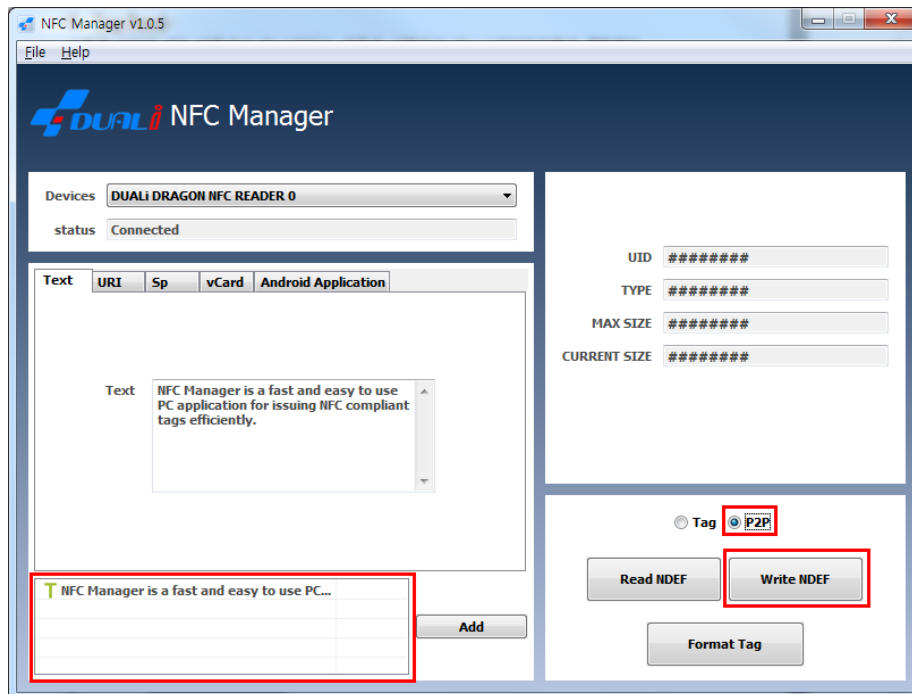 NFC Manager v1.0.5
File Help
DUALi NFC Manager
Devices DUALi DRAGON NFC READER 0
status Connected
Text URI Sp vCard Android Application
Text NFC Manager is a fast and easy to use
PC application for issuing NFC compliant
tags efficiently.
T NFC Manager is a fast and easy to use PC...
Add
UID ########
TYPE ########
MAX SIZE ########
CURRENT SIZE ########
Tag P2P
Read NDEF Write NDEF
Format Tag